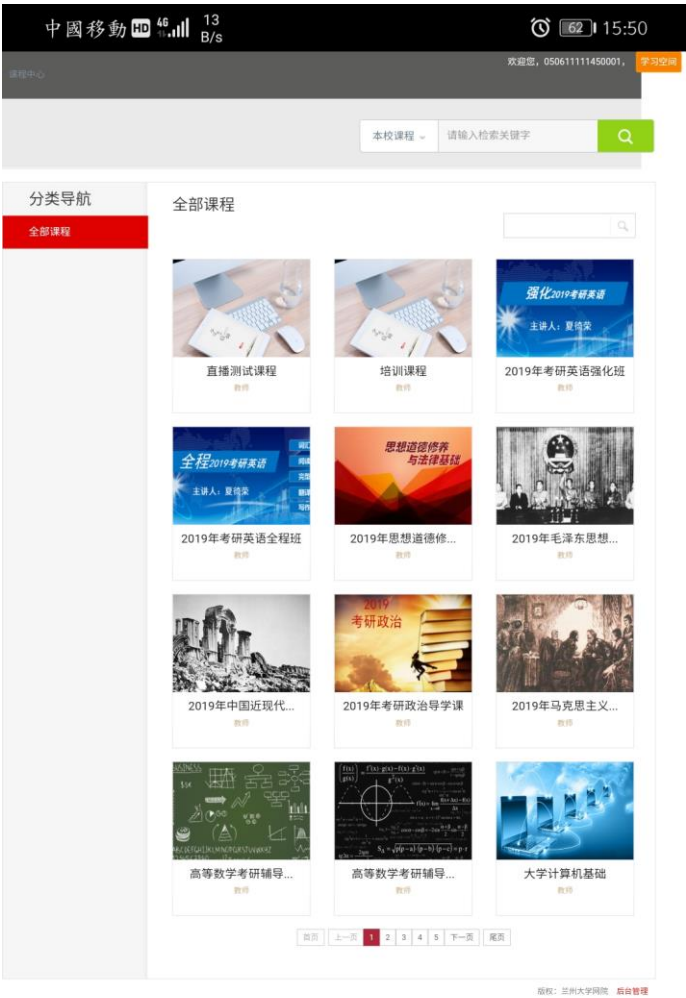 中國移動 HD 46 13 B/s 62 15:50
欢迎您，050611111450001， 学习空间
课程中心
本校课程 请输入检索关键字
分类导航
全部课程
全部课程
强化2019考研英语
主讲人：夏徛荣
直播测试课程
教师
培训课程
教师
2019年考研英语强化班
教师
全程2019考研英语
主讲人：夏徛荣
词汇
阅读
完型
翻译
写作
思想道德修养
与法律基础
2019年考研英语全程班
教师
2019年思想道德修...
教师
2019年毛泽东思想...
教师
2019
考研政治
2019年中国近现代...
教师
2019年考研政治导学课
教师
2019年马克思主义...
教师
高等数学考研辅导...
教师
高等数学考研辅导...
教师
大学计算机基础
教师
首页 上一页 1 2 3 4 5 下一页 尾页
版权：兰州大学网院 后台管理